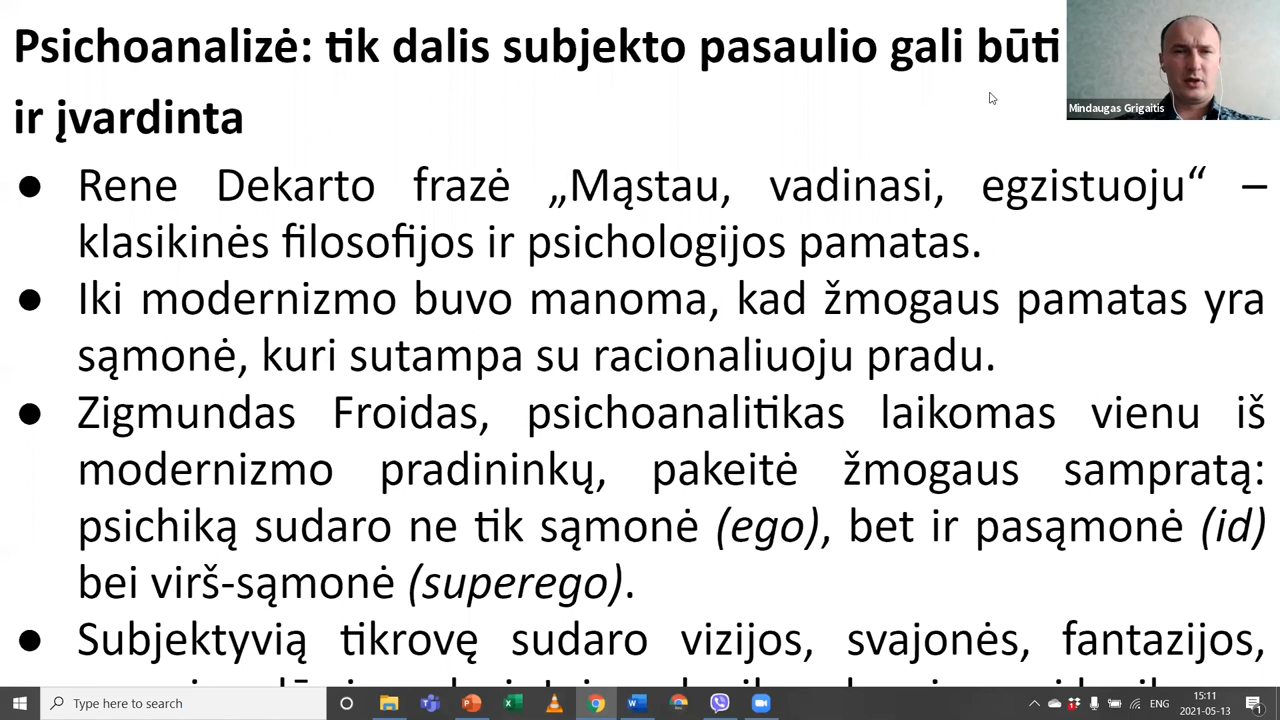 Psichoanalizė: tik dalis subjekto pasaulio gali būti
ir įvardinta
Mindaugas Grigaitis
● Rene Dekarto frazė „Mąstau, vadinasi, egzistuoju“ –
klasikinės filosofijos ir psichologijos pamatas.
● Iki modernizmo buvo manoma, kad žmogaus pamatas yra
sąmonė, kuri sutampa su racionaliuoju pradu.
● Zigmundas Froidas, psichoanalitikas laikomas vienu iš
modernizmo pradininkų, pakeitė žmogaus sampratą:
psichiką sudaro ne tik sąmonė (ego), bet ir pasąmonė (id)
bei virš-sąmonė (superego).
● Subjektyvią tikrovę sudaro vizijos, svajonės, fantazijos,
Type here to search
ENG
15:11
2021-05-13